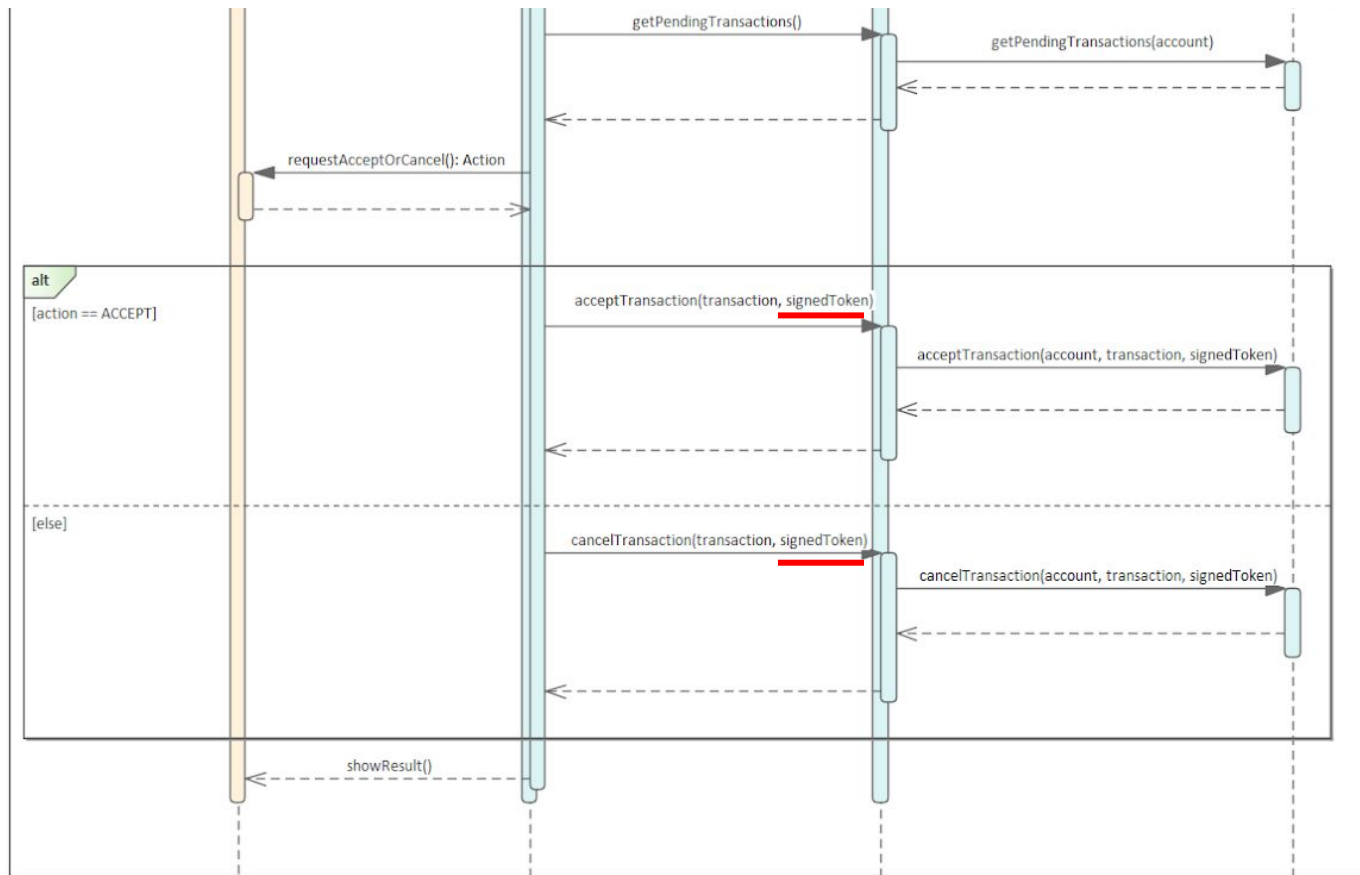 getPendingTransactions()
getPendingTransactions(account)
requestAcceptOrCancel(): Action
alt
[action == ACCEPT]
acceptTransaction(transaction, signedToken)
acceptTransaction(account, transaction, signedToken)
[else]
cancelTransaction(transaction, signedToken)
cancelTransaction(account, transaction, signedToken)
showResult()